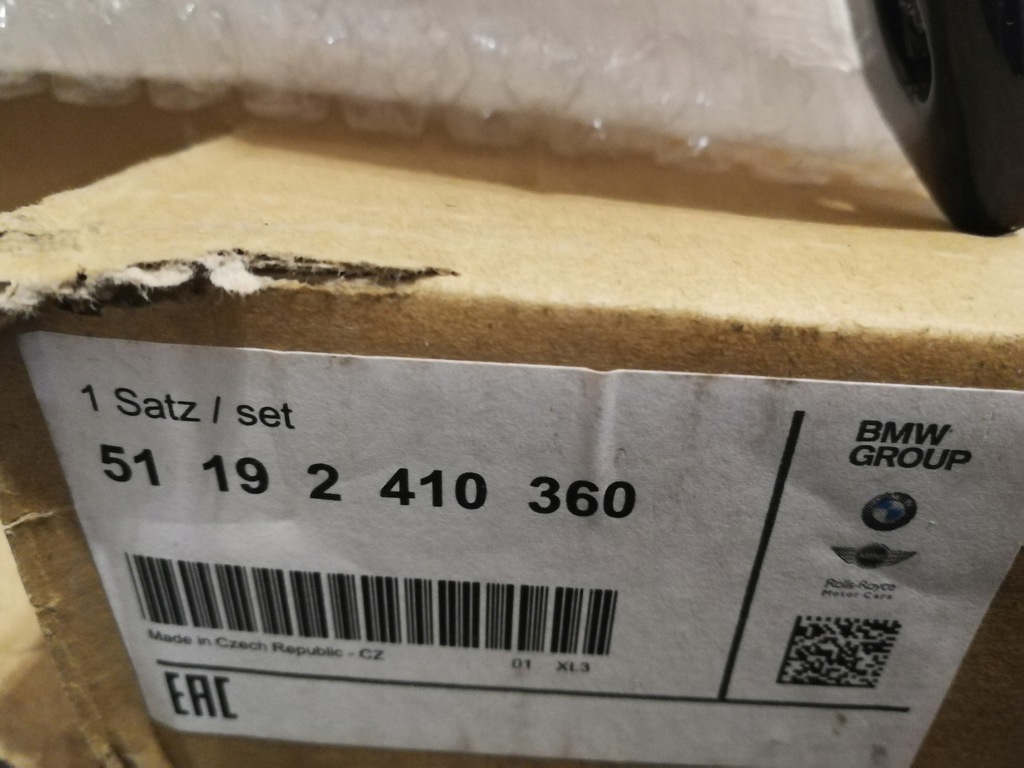 1 Satz / set
51 19 2 410 360
Made in Czech Republic - CZ
01 XL3
EAC
BMW
GROUP
Rolls-Royce
Motor Cars